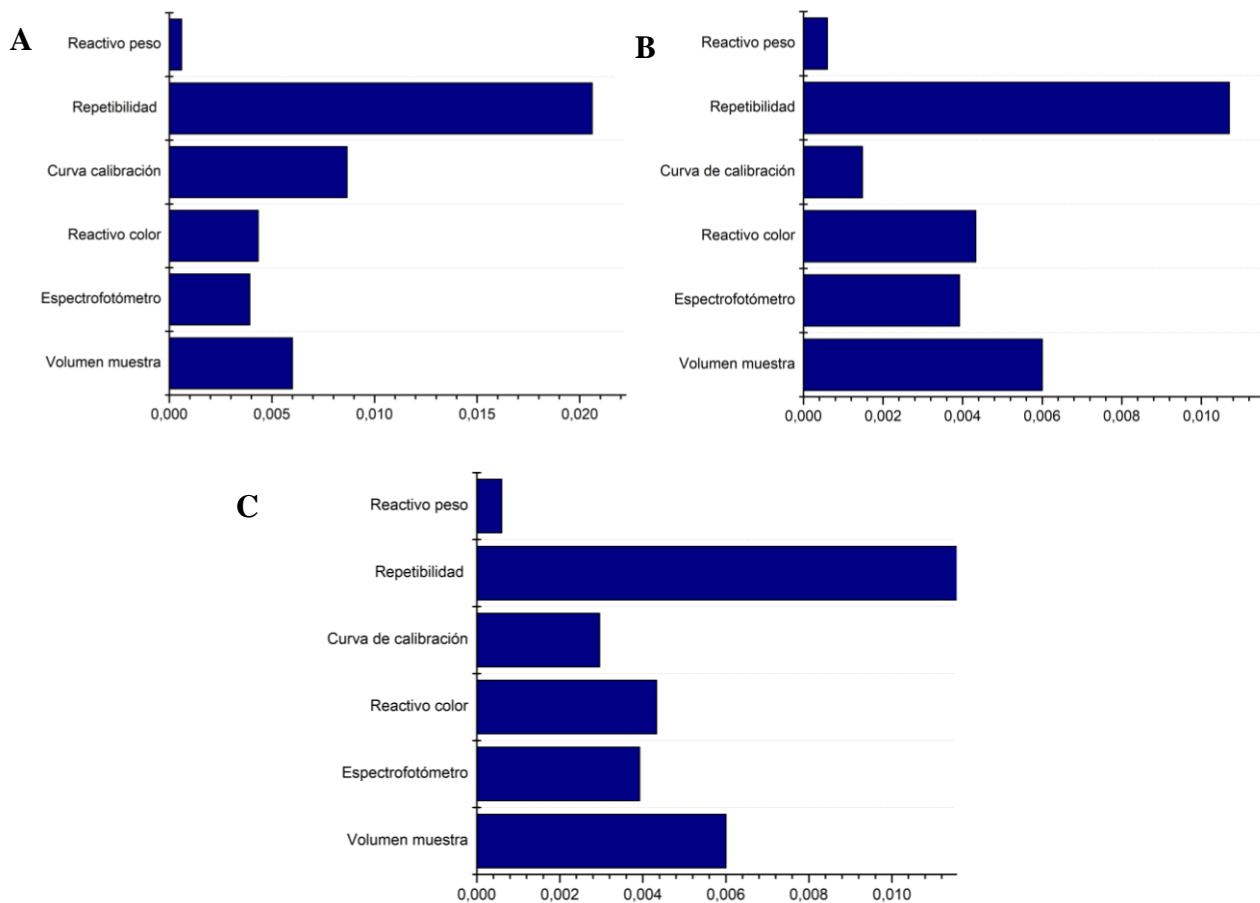 A
Reactivo peso
Repetibilidad
Curva calibración
Reactivo color
Espectrofotómetro
Volumen muestra
0,000 0,005 0,010 0,015 0,020
B
Reactivo peso
Repetibilidad
Curva de calibración
Reactivo color
Espectrofotómetro
Volumen muestra
0,000 0,002 0,004 0,006 0,008 0,010
C
Reactivo peso
Repetibilidad
Curva de calibración
Reactivo color
Espectrofotómetro
Volumen muestra
0,000 0,002 0,004 0,006 0,008 0,010